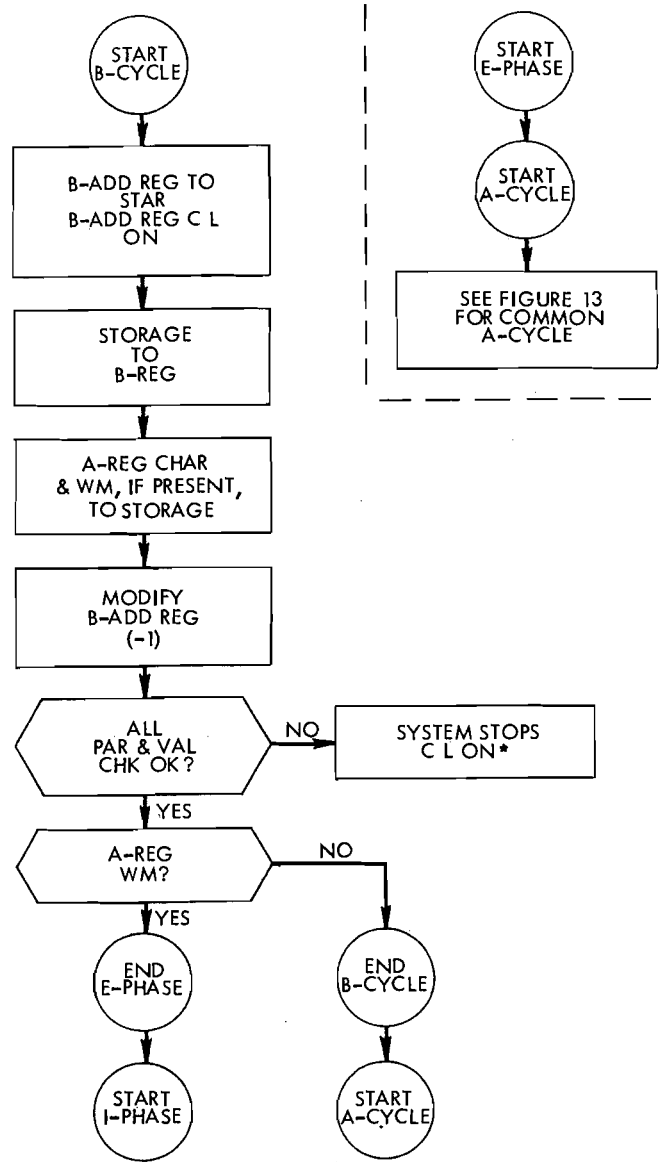 START
B-CYCLE
B-ADD REG TO
STAR
B-ADD REG C L
ON
STORAGE
TO
B-REG
A-REG CHAR
& WM, IF PRESENT,
TO STORAGE
MODIFY
B-ADD REG
(-1)
ALL
PAR & VAL
CHK OK?
NO
SYSTEM STOPS
C L ON*
YES
A-REG
WM?
NO
YES
END
E-PHASE
END
B-CYCLE
START
I-PHASE
START
A-CYCLE
START
E-PHASE
START
A-CYCLE
SEE FIGURE 13
FOR COMMON
A-CYCLE